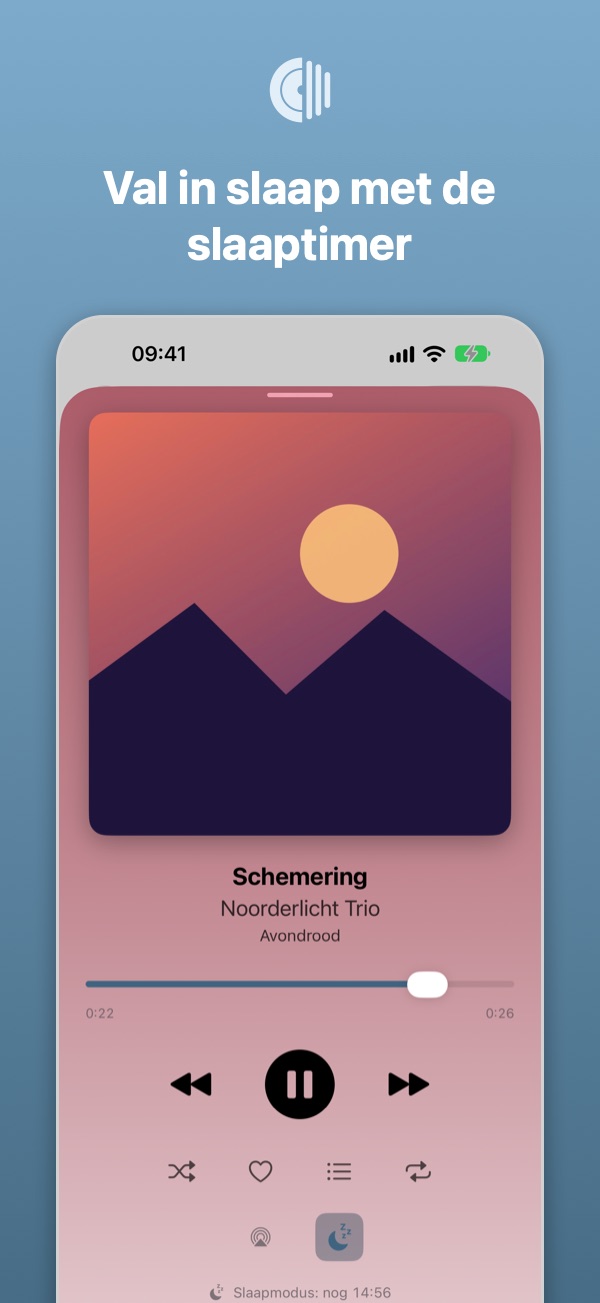 Val in slaap met de
slaaptimer
09:41
Schemering
Noorderlicht Trio
Avondrood
0:22
0:26
z z z
Slaapmodus: nog 14:56